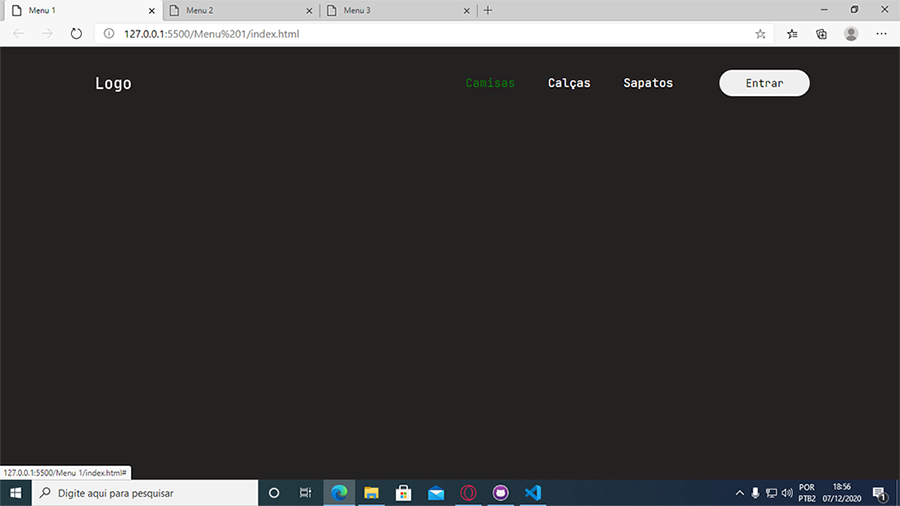 Menu 1
Menu 2
Menu 3
127.0.0.1:5500/Menu%201/index.html
Logo
Camisas
Calças
Sapatos
Entrar
127.0.0.1:5500/Menu 1/index.html#
Digite aqui para pesquisar
POR
PTB2
18:56
07/12/2020
1